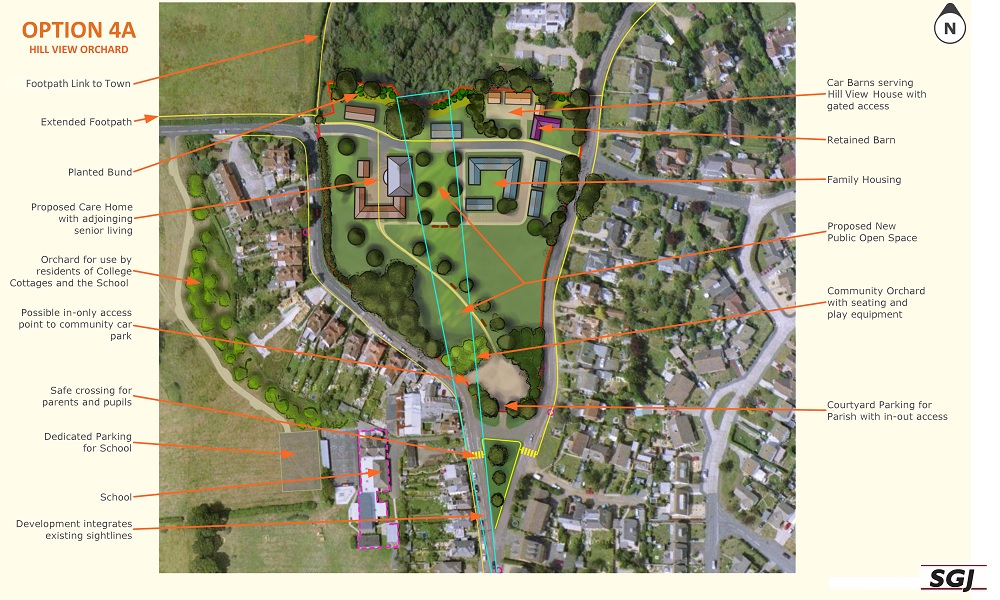 OPTION 4A
HILL VIEW ORCHARD
Footpath Link to Town
Extended Footpath
Planted Bund
Proposed Care Home
with adjoinging
senior living
Orchard for use by
residents of College
Cottages and the School
Possible in-only access
point to community car
park
Safe crossing for
parents and pupils
Dedicated Parking
for School
School
Development integrates
existing sightlines
N
Car Barns serving
Hill View House with
gated access
Retained Barn
Family Housing
Proposed New
Public Open Space
Community Orchard
with seating and
play equipment
Courtyard Parking for
Parish with in-out access
SGJ